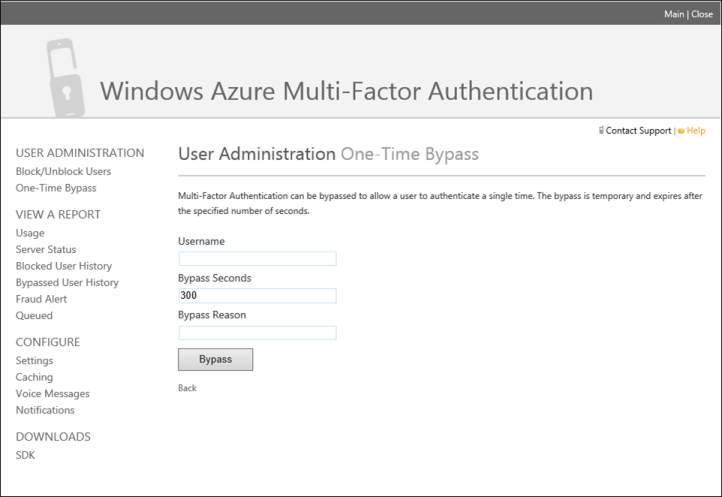 Main | Close
Windows Azure Multi-Factor Authentication
Contact Support | Help
USER ADMINISTRATION
Block/Unblock Users
One-Time Bypass
VIEW A REPORT
Usage
Server Status
Blocked User History
Bypassed User History
Fraud Alert
Queued
CONFIGURE
Settings
Caching
Voice Messages
Notifications
DOWNLOADS
SDK
User Administration One-Time Bypass
Multi-Factor Authentication can be bypassed to allow a user to authenticate a single time. The bypass is temporary and expires after
the specified number of seconds.
Username
Bypass Seconds
300
Bypass Reason
Bypass
Back